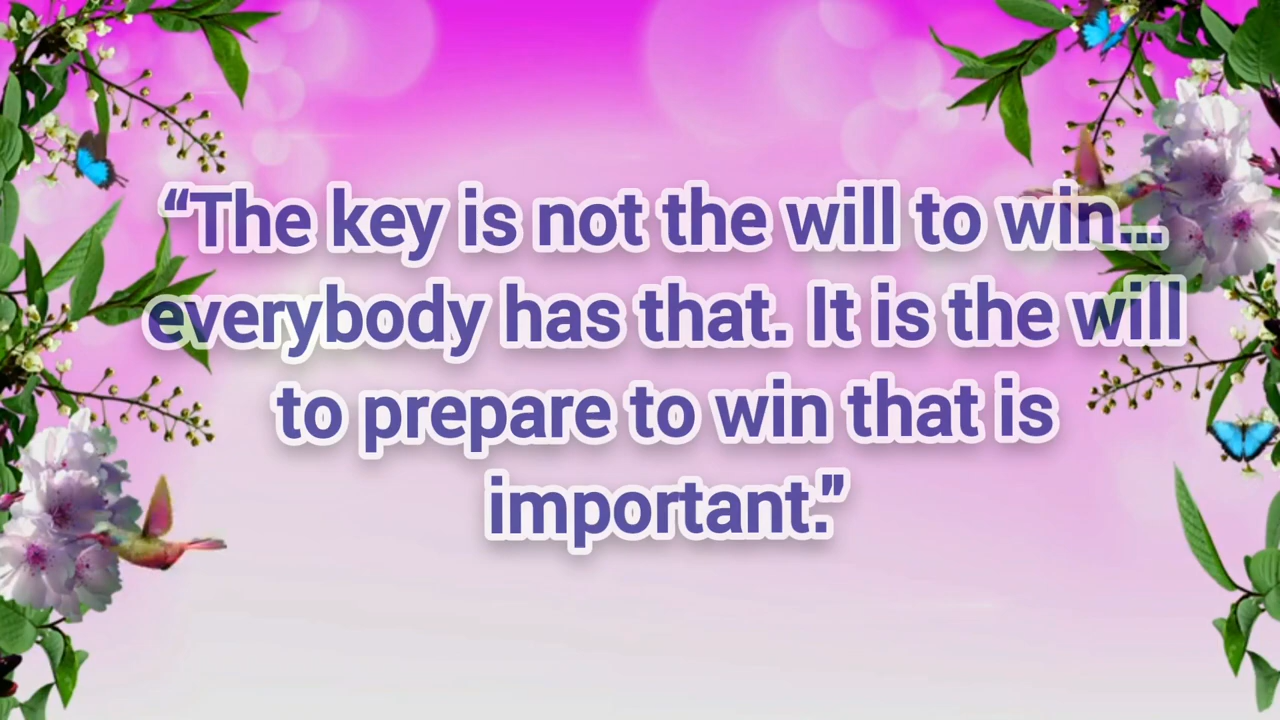 “The key is not the will to win...
everybody has that. It is the will
to prepare to win that is
important.”